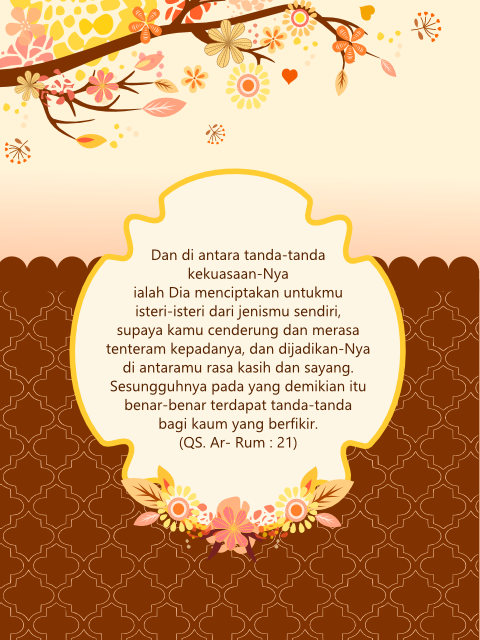 Dan di antara tanda-tanda
kekuasaan-Nya
ialah Dia menciptakan untukmu
isteri-isteri dari jenismu sendiri,
supaya kamu cenderung dan merasa
tenteram kepadanya, dan dijadikan-Nya
di antaramu rasa kasih dan sayang.
Sesungguhnya pada yang demikian itu
benar-benar terdapat tanda-tanda
bagi kaum yang berfikir.
(QS. Ar- Rum : 21)